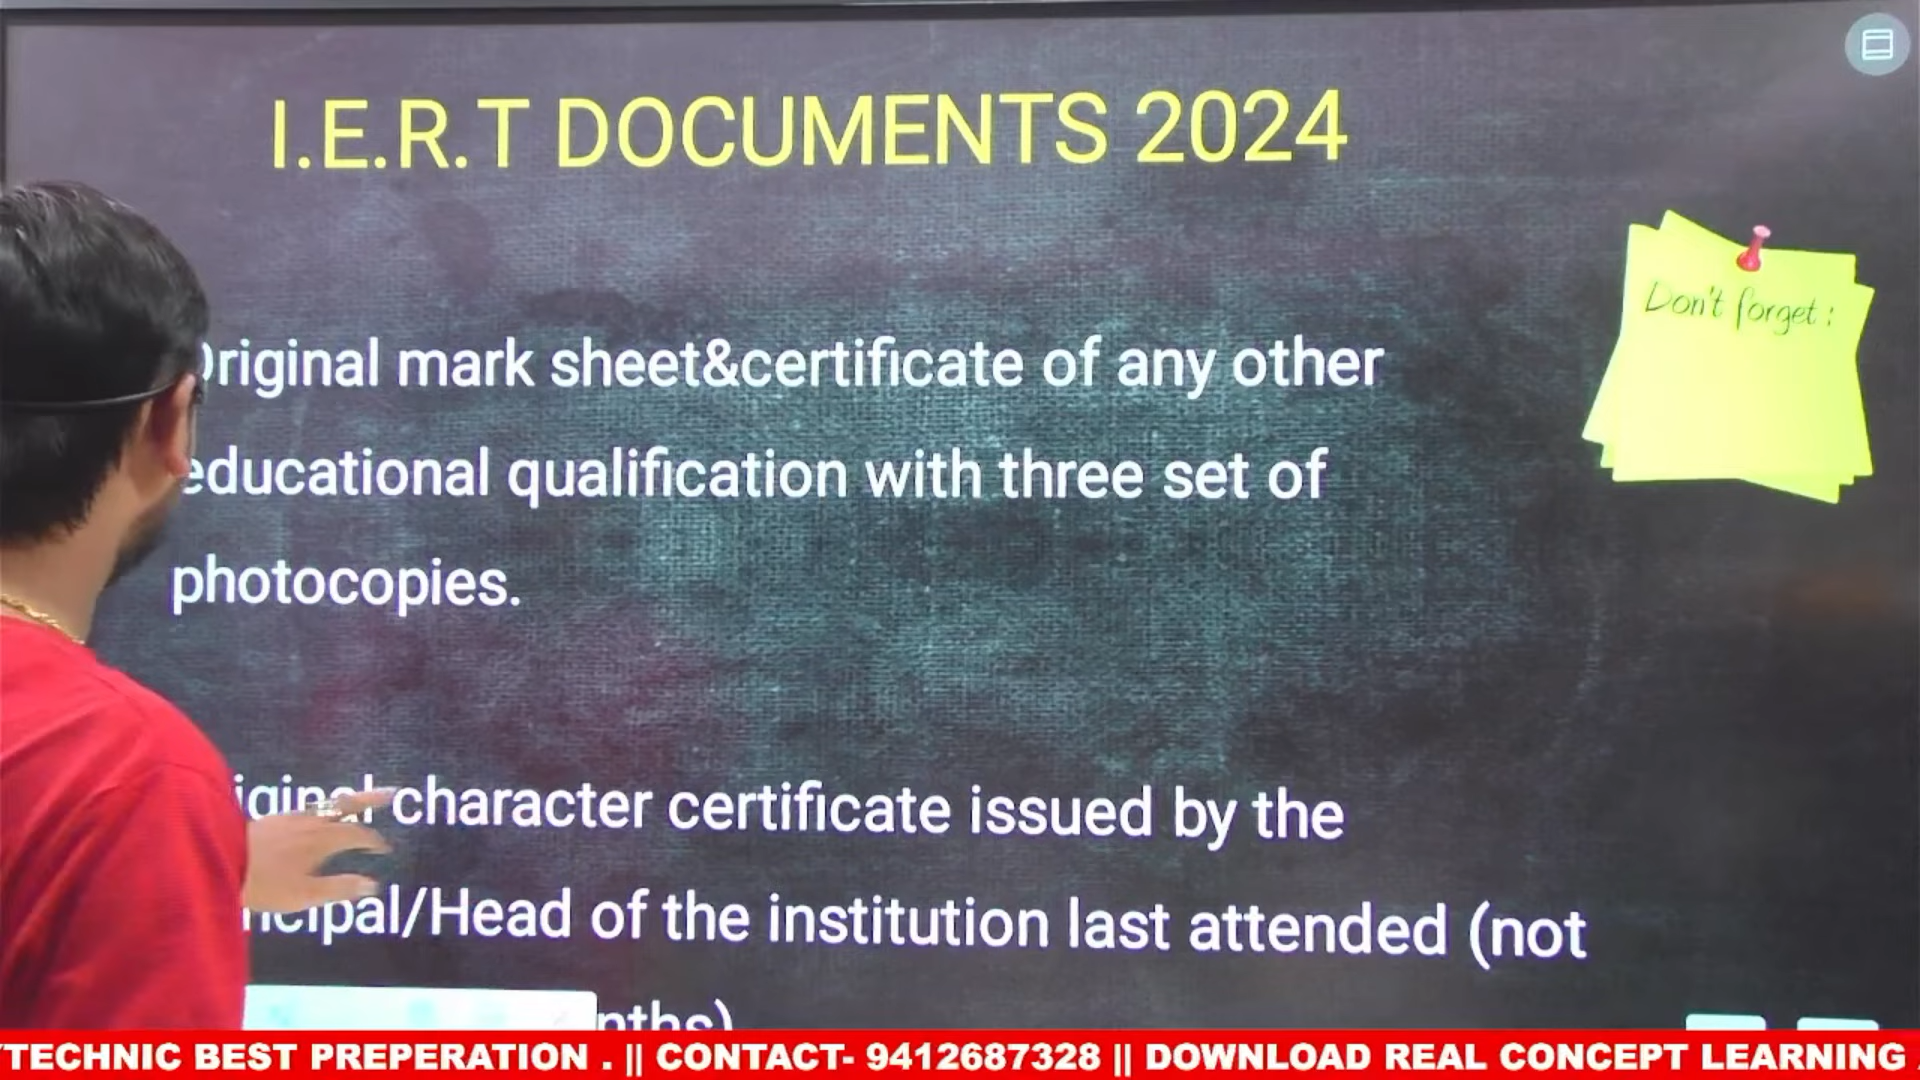 I.E.R.T DOCUMENTS 2024
Don't forget:
Original mark sheet&certificate of any other
educational qualification with three set of
photocopies.
character certificate issued by the
/Head of the institution last attended (not
TECHNIC BEST PREPERATION . || CONTACT- 9412687328 || DOWNLOAD REAL CONCEPT LEARNING